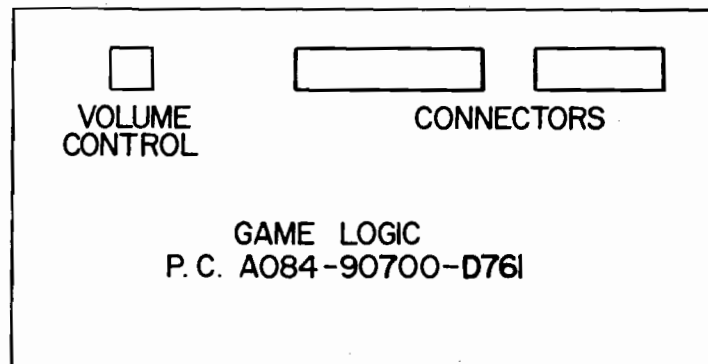 VOLUME
CONTROL
CONNECTORS
GAME LOGIC
P.C. A084-90700-D761